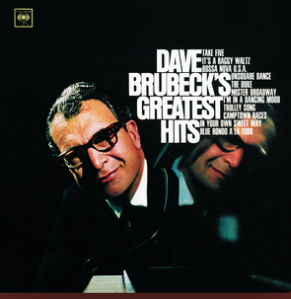 DAVE
BRUBECK'S
GREATEST
HITS
TAKE FIVE
IT'S A RAGGY WALTZ
BOSSA NOVA U.S.A.
UNSQUARE DANCE
THE DUKE
MISTER BROADWAY
I'M IN A DANCING MOOD
TROLLEY SONG
CAMPTOWN RACES
IN YOUR OWN SWEET WAY
BLUE RONDO A LA TURK